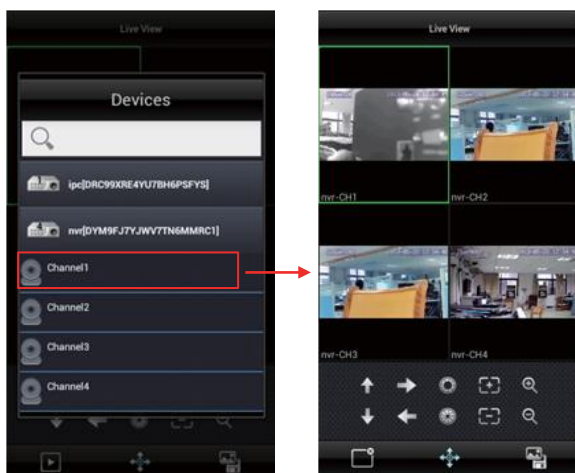 Live View
Devices
ipc[DRC99XRE4YU7BH6PSFYS]
nvr[DYM9FJ7YJWV7TN6MMRC1]
Channel1
Channel2
Channel3
Channel4
Live View
nvr-CH1
nvr-CH2
nvr-CH3
nvr-CH4